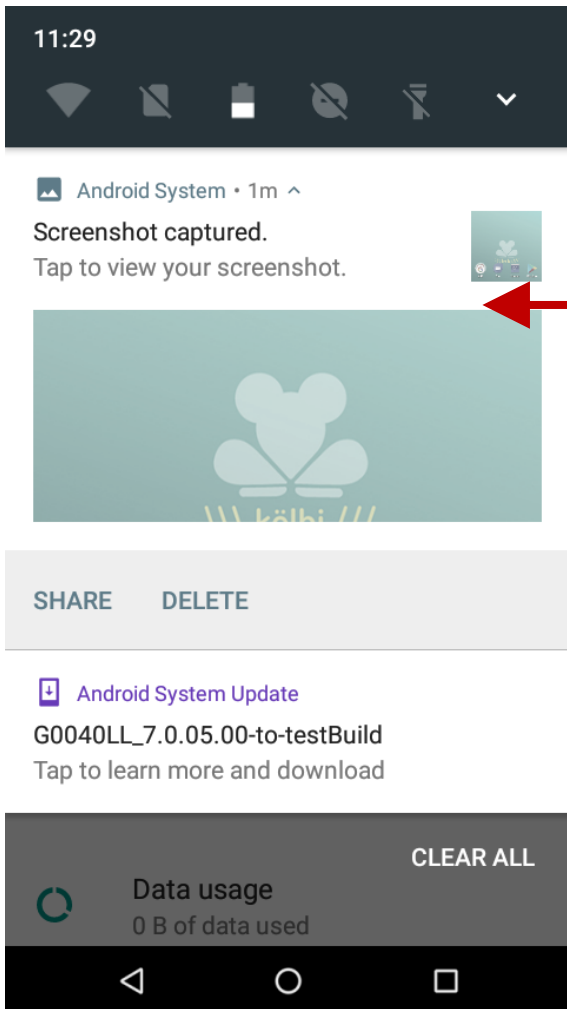 11:29
Android System • 1m
Screenshot captured.
Tap to view your screenshot.
\\\ kölbi ///
SHARE DELETE
Android System Update
G0040LL_7.0.05.00-to-testBuild
Tap to learn more and download
CLEAR ALL
Data usage
0 B of data used